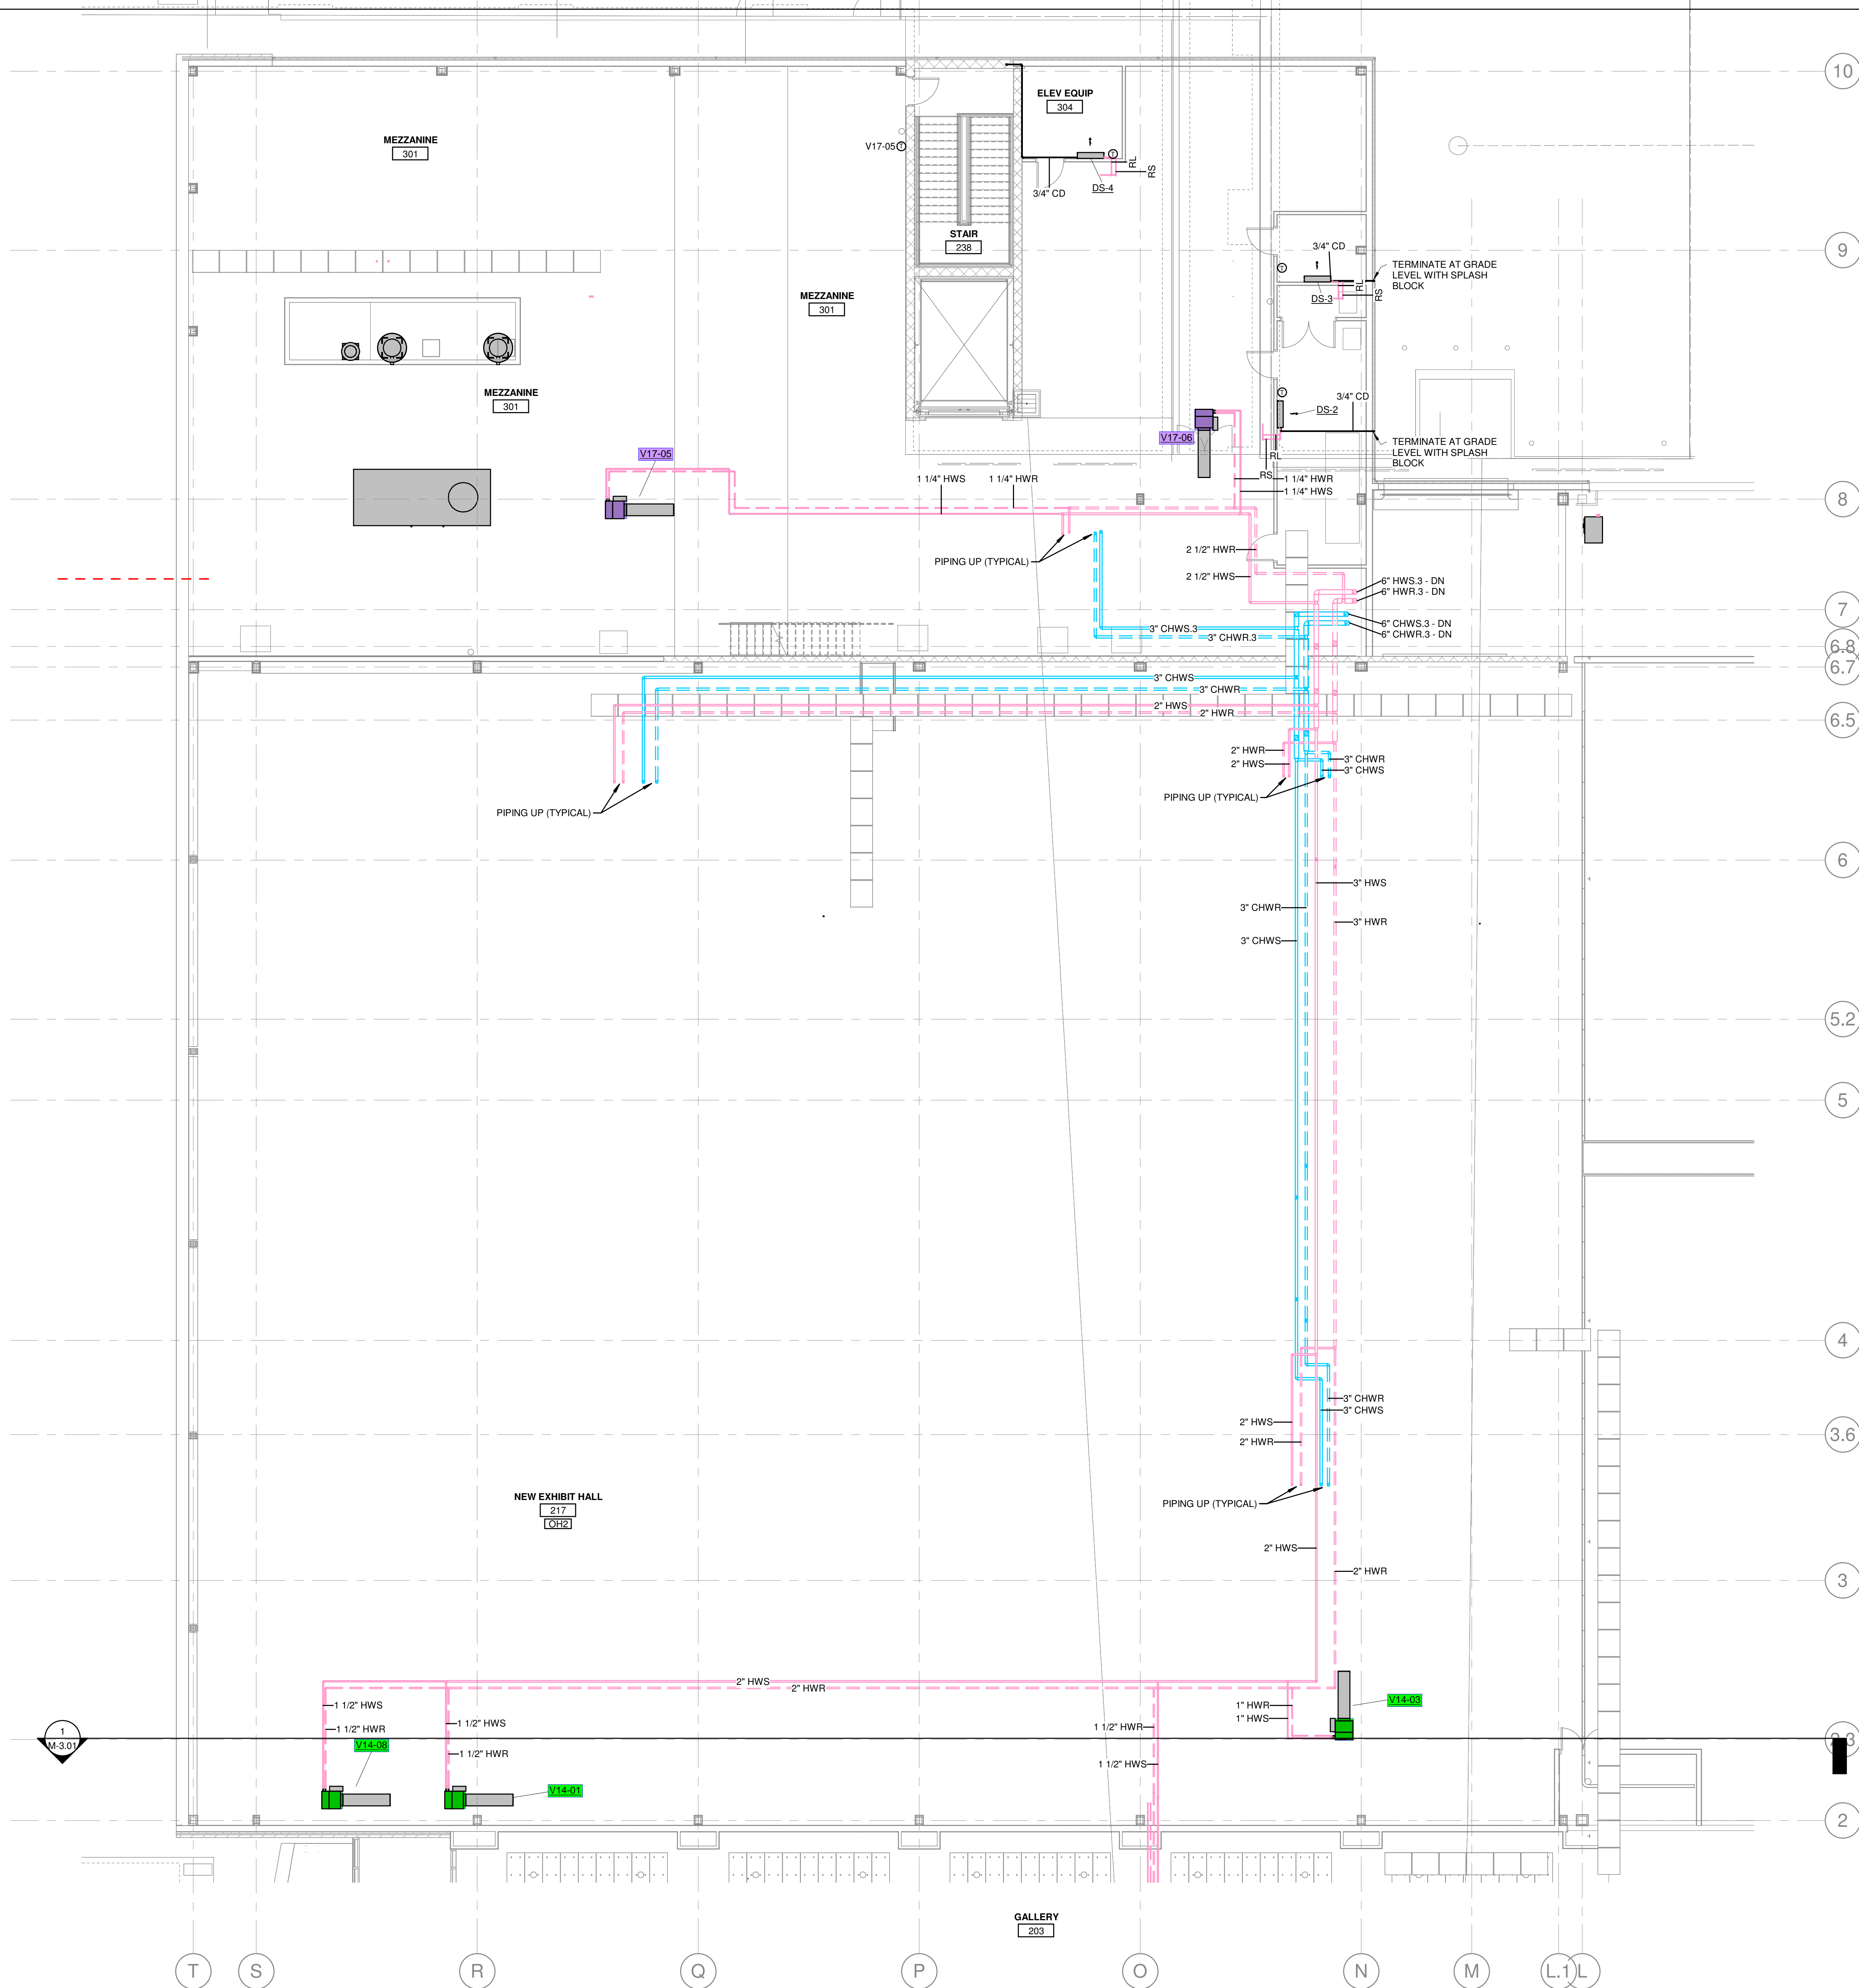 10
ELEV EQUIP
304
MEZZANINE
301
V17-05 T
T
RL
RS
3/4" CD
DS-4
STAIR
238
9
3/4" CD
T
TERMINATE AT GRADE
LEVEL WITH SPLASH
BLOCK
RL
RS
DS-3
MEZZANINE
301
MEZZANINE
301
T
3/4" CD
DS-2
V17-06
TERMINATE AT GRADE
LEVEL WITH SPLASH
BLOCK
RL
RS
V17-05
1 1/4" HWS
1 1/4" HWR
1 1/4" HWR
1 1/4" HWS
8
2 1/2" HWR
PIPING UP (TYPICAL)
2 1/2" HWS
6" HWS.3 - DN
6" HWR.3 - DN
7
6" CHWS.3 - DN
6" CHWR.3 - DN
3" CHWS.3
3" CHWR.3
6.8
6.7
3" CHWS
3" CHWR
2" HWS
2" HWR
6.5
2" HWR
2" HWS
3" CHWR
3" CHWS
PIPING UP (TYPICAL)
PIPING UP (TYPICAL)
6
3" HWS
3" CHWR
3" HWR
3" CHWS
5.2
5
4
3" CHWR
3" CHWS
2" HWS
2" HWR
3.6
NEW EXHIBIT HALL
217
OH2
PIPING UP (TYPICAL)
2" HWS
2" HWR
3
2" HWS
2" HWR
1 1/2" HWS
1" HWR
V14-03
1" HWS
1 1/2" HWS
1 1/2" HWR
1 1/2" HWR
1
M-3.01
V14-08
1 1/2" HWR
1 1/2" HWS
2.3
V14-01
2
GALLERY
203
T
S
R
Q
P
O
N
M
L.1
L